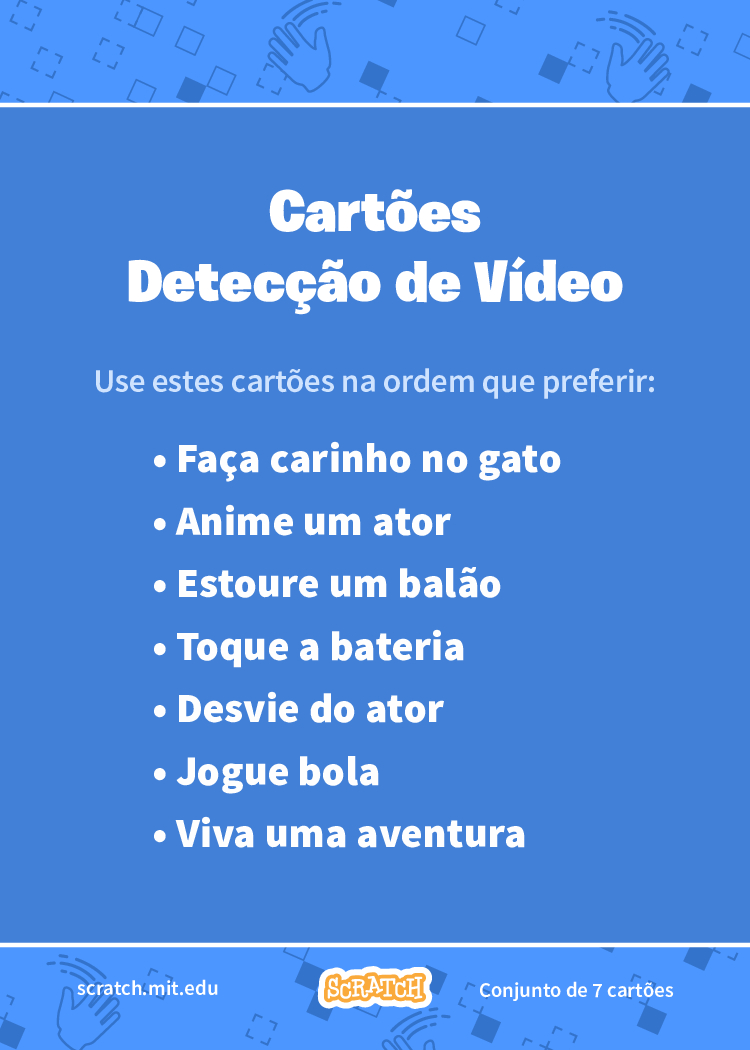 Cartões
Detecção de Vídeo
Use estes cartões na ordem que preferir:
• Faça carinho no gato
• Anime um ator
• Estoure um balão
• Toque a bateria
• Desvie do ator
• Jogue bola
• Viva uma aventura
scratch.mit.edu
SCRATCH
Conjunto de 7 cartões